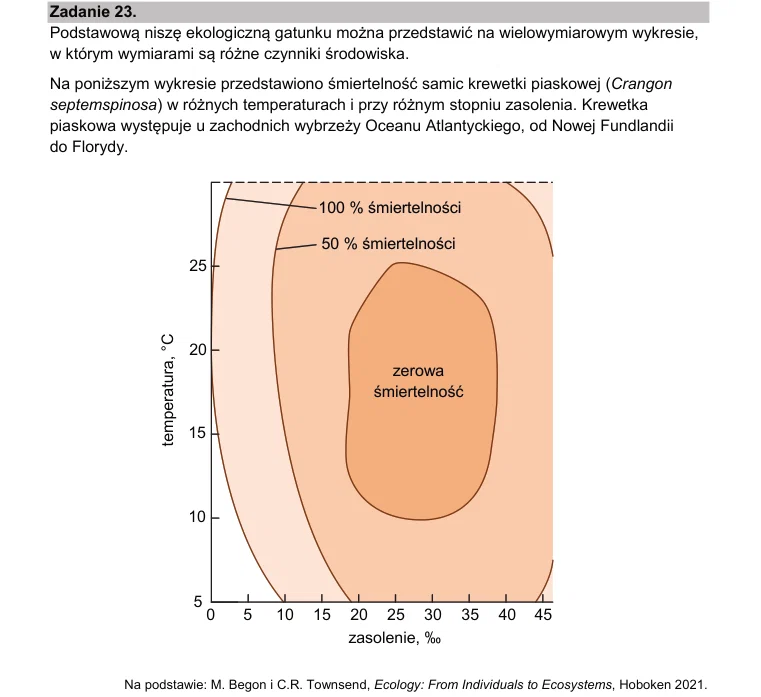 Zadanie 23.
Podstawową niszę ekologiczną gatunku można przedstawić na wielowymiarowym wykresie,
w którym wymiarami są różne czynniki środowiska.
Na poniższym wykresie przedstawiono śmiertelność samic krewetki piaskowej (Crangon
septemspinosa) w różnych temperaturach i przy różnym stopniu zasolenia. Krewetka
piaskowa występuje u zachodnich wybrzeży Oceanu Atlantyckiego, od Nowej Fundlandii
do Florydy.
100 % śmiertelności
50 % śmiertelności
25
20
zerowa
śmiertelność
temperatura, °C
15
10
5
0 5 10 15 20 25 30 35 40 45
zasolenie, ‰
Na podstawie: M. Begon i C.R. Townsend, Ecology: From Individuals to Ecosystems, Hoboken 2021.